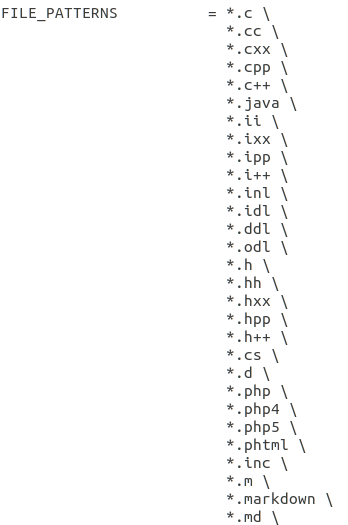 FILE_PATTERNS = *.c \
*.cc \
*.cxx \
*.cpp \
*.c++ \
*.java \
*.ii \
*.ixx \
*.ipp \
*.i++ \
*.inl \
*.idl \
*.ddl \
*.odl \
*.h \
*.hh \
*.hxx \
*.hpp \
*.h++ \
*.cs \
*.d \
*.php \
*.php4 \
*.php5 \
*.phtml \
*.inc \
*.m \
*.markdown \
*.md \